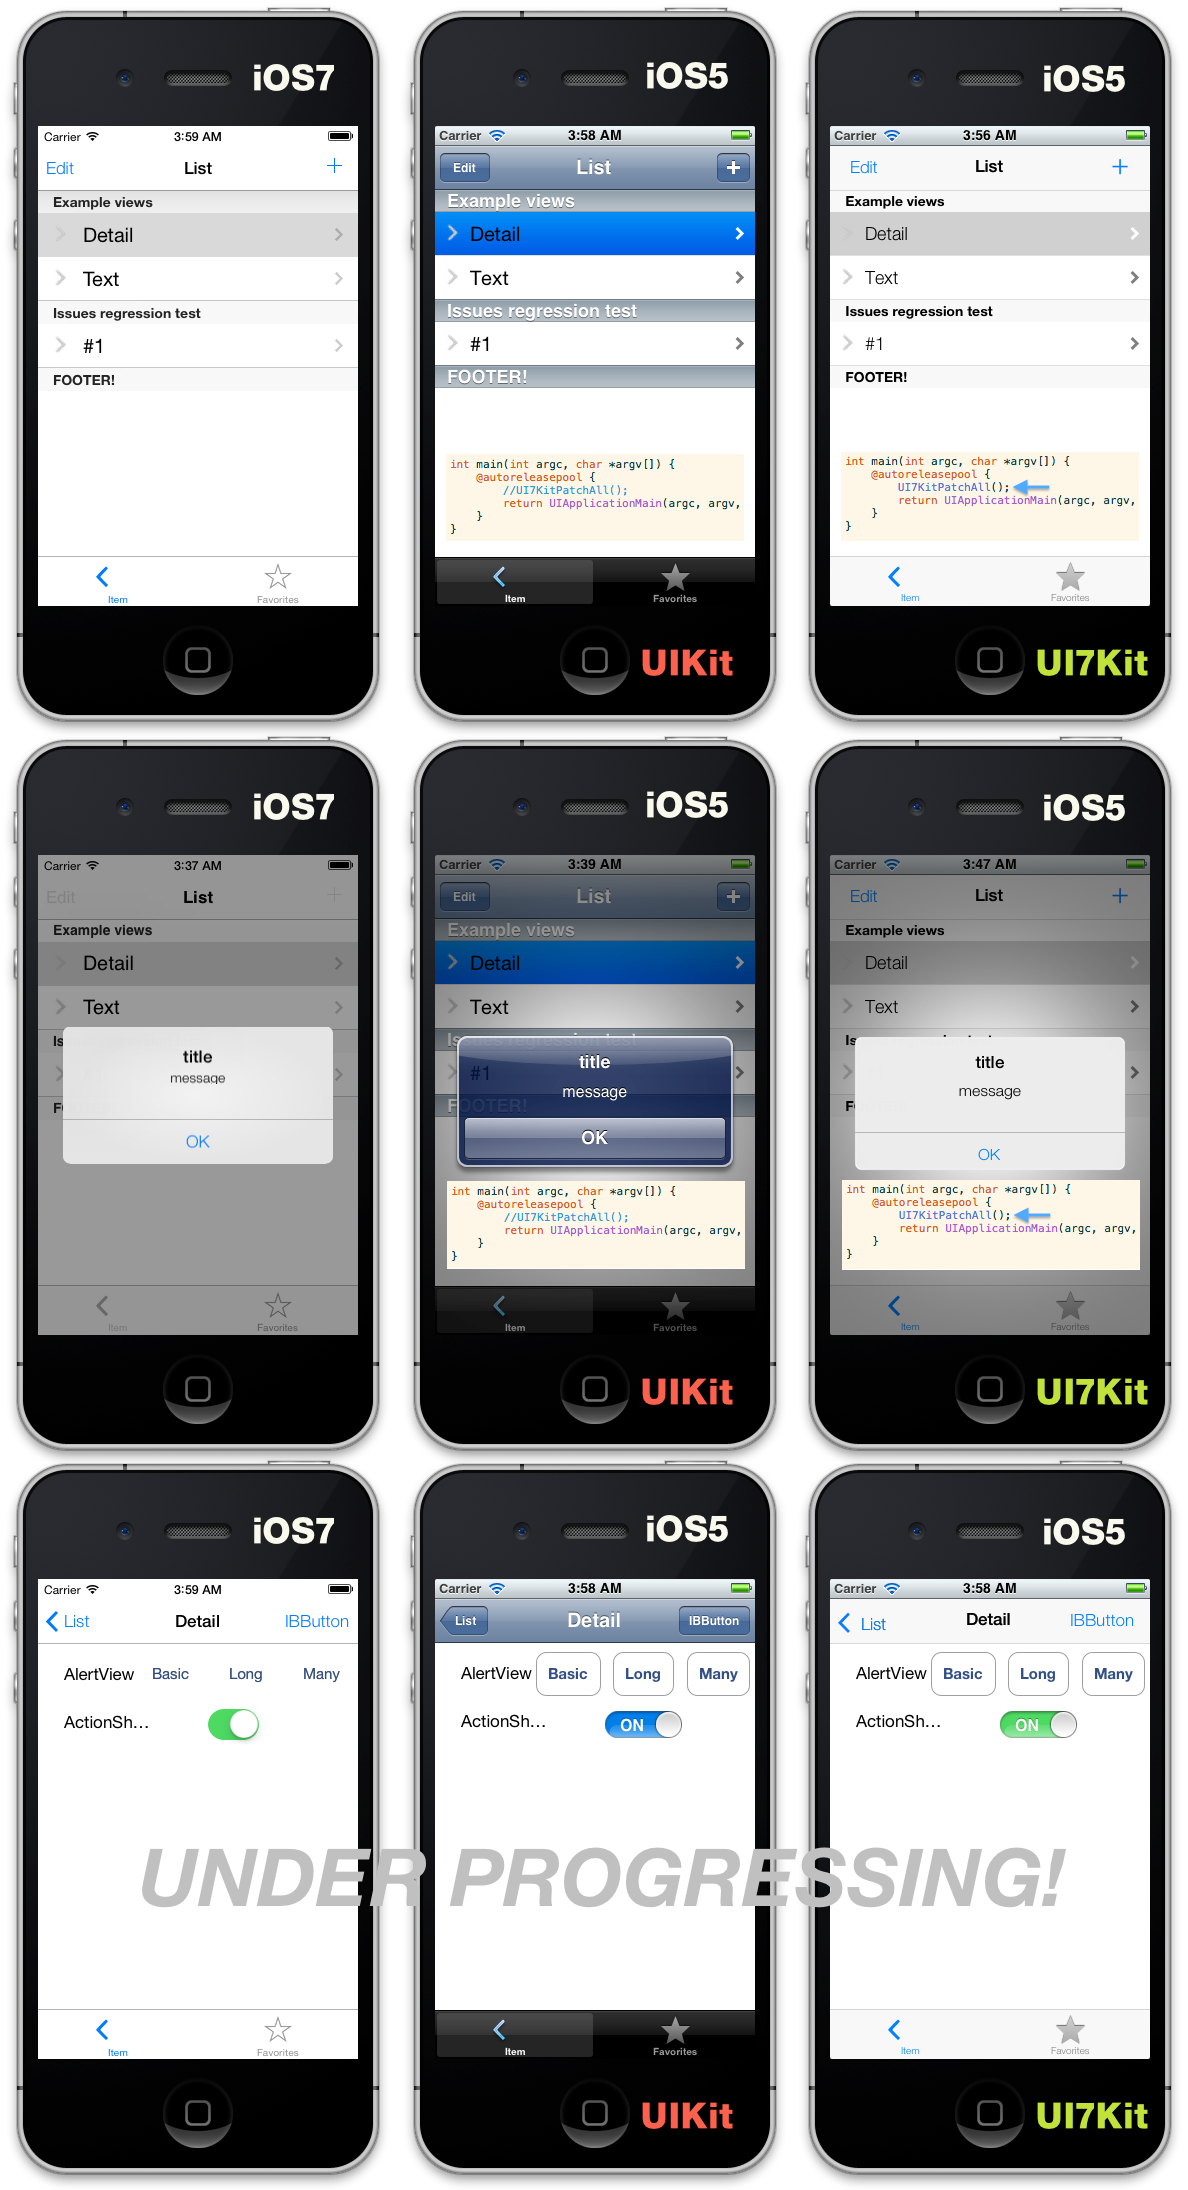 iOS7
Carrier 3:59 AM
Edit List +
Example views
Detail
Text
Issues regression test
#1
FOOTER!
Item Favorites
iOS5
Carrier 3:58 AM
Edit List +
Example views
Detail
Text
Issues regression test
#1
FOOTER!
int main(int argc, char *argv[]) {
@autoreleasepool {
//UI7KitPatchAll();
return UIApplicationMain(argc, argv,
}
}
Item Favorites
UIKit
iOS5
Carrier 3:56 AM
Edit List +
Example views
Detail
Text
Issues regression test
#1
FOOTER!
int main(int argc, char *argv[]) {
@autoreleasepool {
UI7KitPatchAll();
return UIApplicationMain(argc, argv,
}
}
Item Favorites
UI7Kit
iOS7
Carrier 3:37 AM
Edit List +
Example views
Detail
Text
Is
title
message
F
OK
Item Favorites
iOS5
Carrier 3:39 AM
Edit List +
Example views
Detail
Text
Issues regression test
title
#1
message
FOOTER!
OK
int main(int argc, char *argv[]) {
@autoreleasepool {
//UI7KitPatchAll();
return UIApplicationMain(argc, argv,
}
}
Item Favorites
UIKit
iOS5
Carrier 3:47 AM
Edit List +
Example views
Detail
Text
title
message
OK
int main(int argc, char *argv[]) {
@autoreleasepool {
UI7KitPatchAll();
return UIApplicationMain(argc, argv,
}
}
Item Favorites
UI7Kit
iOS7
Carrier 3:59 AM
List Detail IBButton
AlertView Basic Long Many
ActionSh...
Item Favorites
iOS5
Carrier 3:58 AM
List Detail IBButton
AlertView Basic Long Many
ActionSh... ON
Item Favorites
UIKit
iOS5
Carrier 3:58 AM
List Detail IBButton
AlertView Basic Long Many
ActionSh... ON
Item Favorites
UI7Kit
UNDER PROGRESSING!